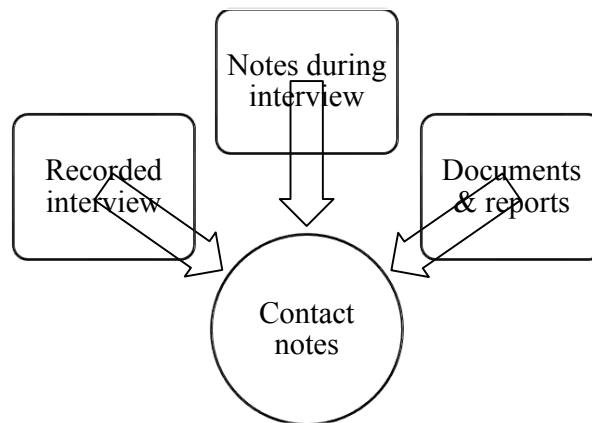 Notes during
interview
Recorded
interview
Documents
& reports
Contact
notes